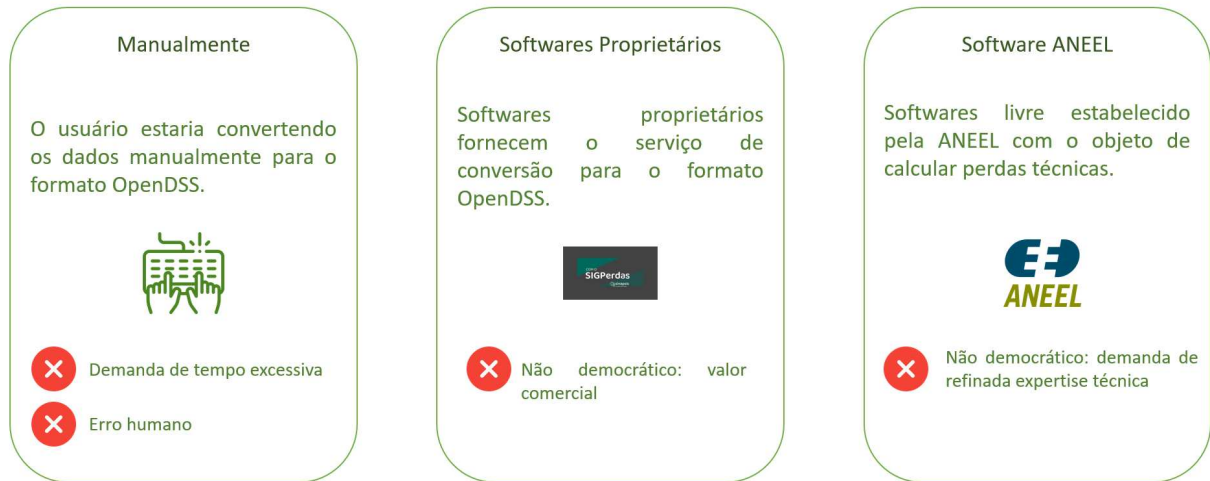 Manualmente
O usuário estaria convertendo
os dados manualmente para o
formato OpenDSS.
Demanda de tempo excessiva
Erro humano
Softwares Proprietários
Softwares proprietários
fornecem o serviço de
conversão para o formato
OpenDSS.
SIGPerdas
Não democrático: valor
comercial
Software ANEEL
Softwares livre estabelecido
pela ANEEL com o objeto de
calcular perdas técnicas.
ANEEL
Não democrático: demanda de
refinada expertise técnica